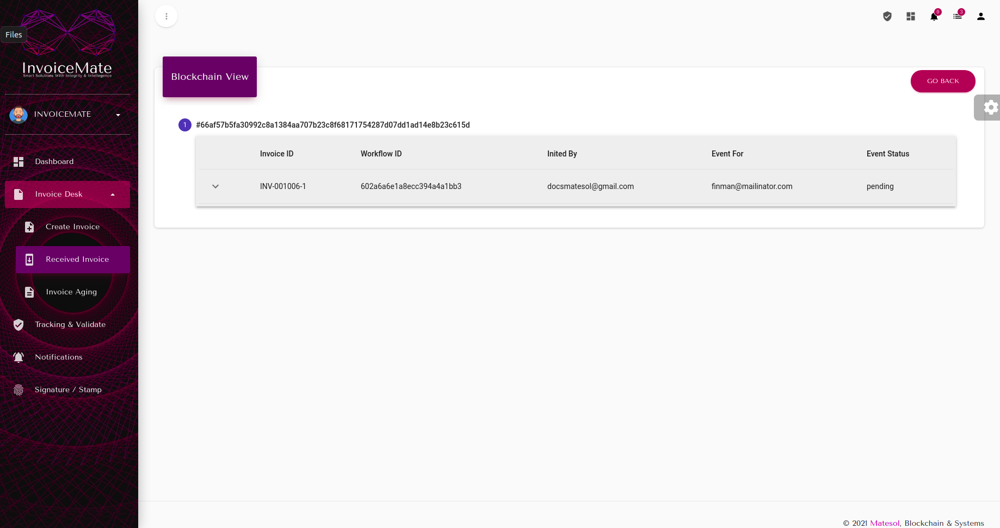 Files
InvoiceMate
Smart Solutions With Integrity & Intellegence
INVOICEMATE
Dashboard
Invoice Desk
Create Invoice
Received Invoice
Invoice Aging
Tracking & Validate
Notifications
Signature / Stamp
0
3
Blockchain View
GO BACK
1 #66af57b5fa30992c8a1384aa707b23c8f68171754287d07dd1ad14e8b23c615d
Invoice ID Workflow ID Inited By Event For Event Status
INV-001006-1 602a6a6e1a8ecc394a4a1bb3 docsmatesol@gmail.com finman@mailinator.com pending
© 2021 Matesol, Blockchain & Systems